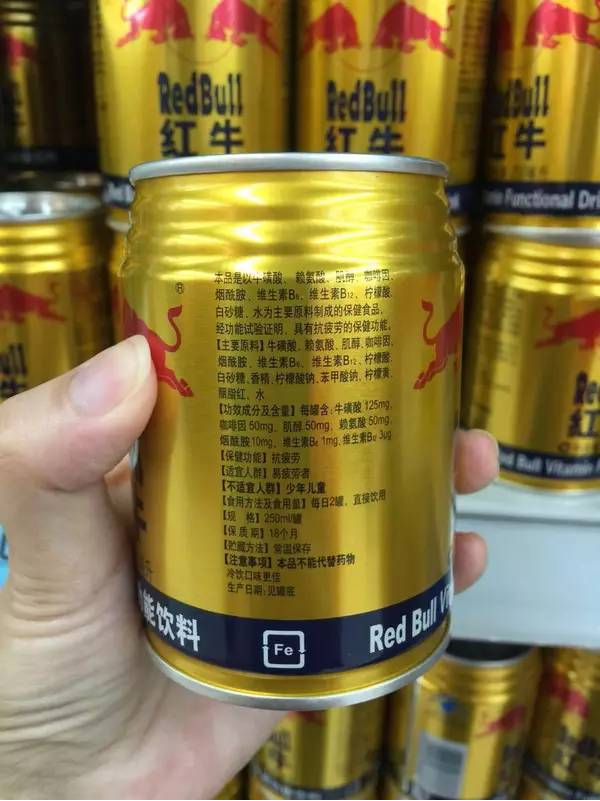 RedBull
红牛
RedBull
红牛
RedBull
Functional Dri
本品是以牛磺酸、赖氨酸、肌醇、咖啡因、
烟酰胺、维生素B₆、维生素B₁₂、柠檬酸、
白砂糖、水为主要原料制成的保健食品,
经功能试验证明,具有抗疲劳的保健功能。
【主要原料】牛磺酸、赖氨酸、肌醇、咖啡因、
烟酰胺、维生素B₆、维生素B₁₂、柠檬酸、
白砂糖、香精、柠檬酸钠、苯甲酸钠、柠檬黄、
胭脂红、水
【功效成分及含量】每罐含:牛磺酸 125mg、
咖啡因 50mg、肌醇 50mg、赖氨酸 50mg、
烟酰胺10mg、维生素B₆ 1mg、维生素B₁₂ 3μg
【保健功能】抗疲劳
【适宜人群】易疲劳者
【不适宜人群】少年儿童
【食用方法及食用量】每日2罐,直接饮用
【规 格】250ml/罐
【保 质 期】18个月
【贮藏方法】常温保存
【注意事项】本品不能代替药物
冷饮口味更佳
生产日期:见罐底
®
能饮料
Fe
Red Bull Vi
Bull
红
ed Bull Vitamin